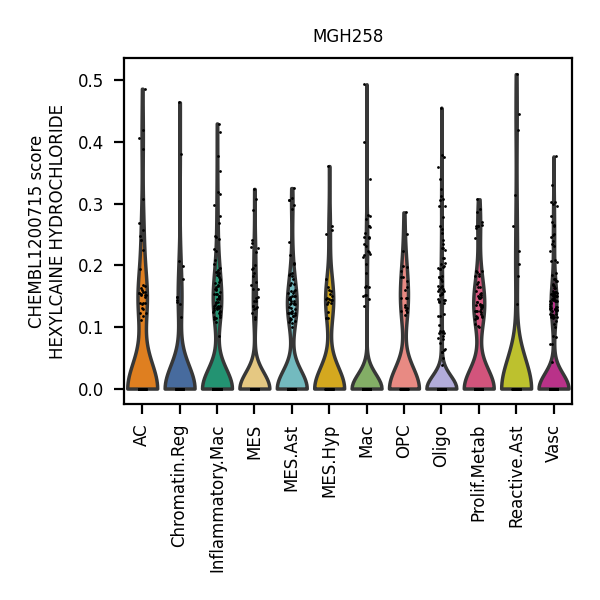 MGH258
CHEMBL1200715 score
HEXYLCAINE HYDROCHLORIDE
0.5
0.4
0.3
0.2
0.1
0.0
AC
Chromatin.Reg
Inflammatory.Mac
MES
MES.Ast
MES.Hyp
Mac
OPC
Oligo
Prolif.Metab
Reactive.Ast
Vasc